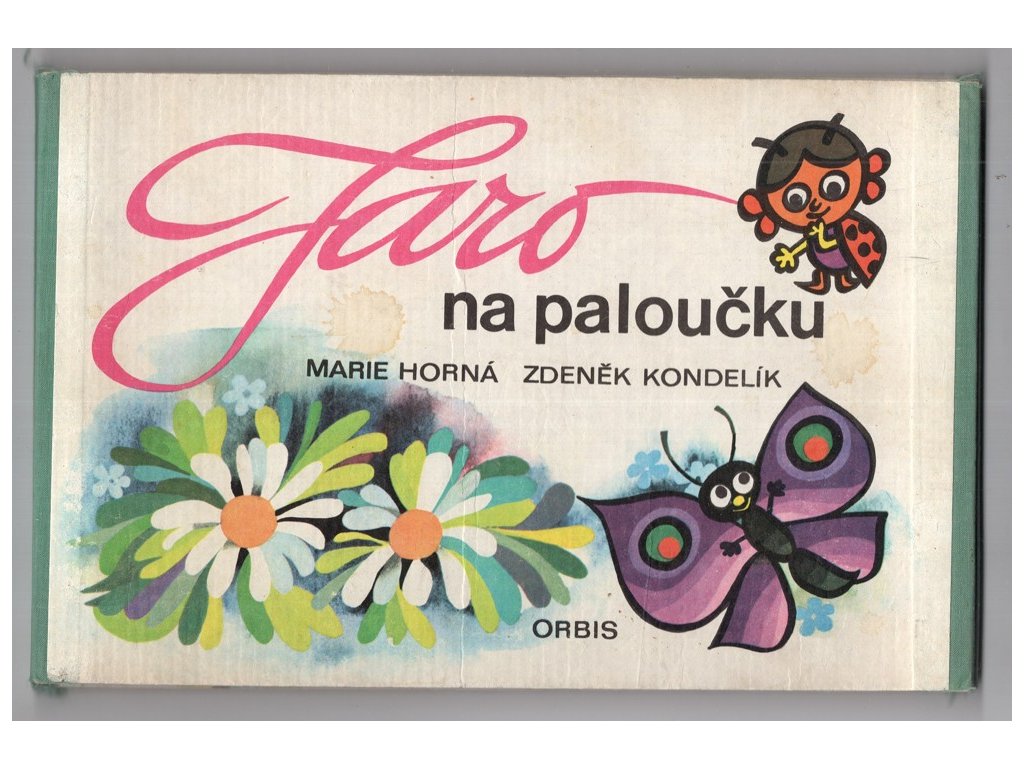 Jaro
na paloučku
MARIE HORNÁ ZDENĚK KONDELÍK
ORBIS